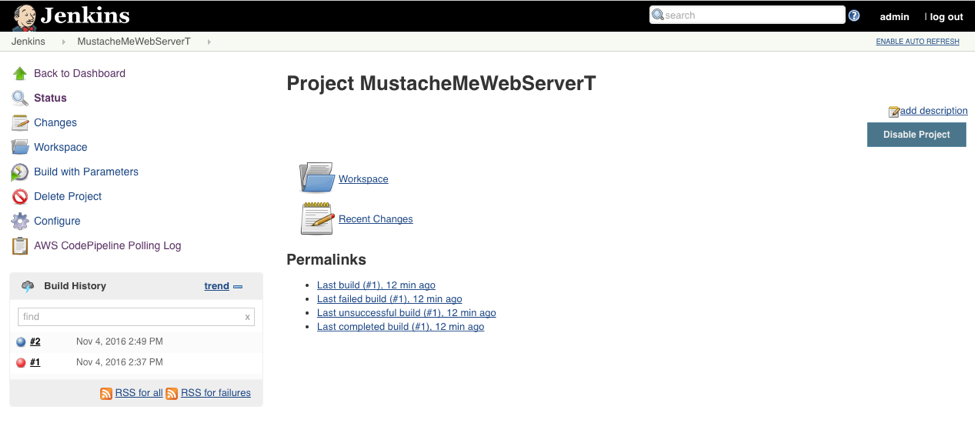 Jenkins
search
admin
| log out
Jenkins
MustacheMeWebServerT
ENABLE AUTO REFRESH
Back to Dashboard
Status
Changes
Workspace
Build with Parameters
Delete Project
Configure
AWS CodePipeline Polling Log
Build History
trend
find
x
#2 Nov 4, 2016 2:49 PM
#1 Nov 4, 2016 2:37 PM
RSS for all RSS for failures
Project MustacheMeWebServerT
add description
Disable Project
Workspace
Recent Changes
Permalinks
Last build (#1), 12 min ago
Last failed build (#1), 12 min ago
Last unsuccessful build (#1), 12 min ago
Last completed build (#1), 12 min ago